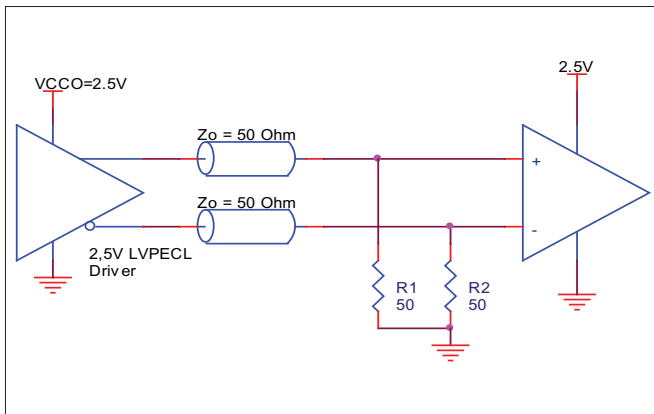 VCCO=2.5V
2.5V
Zo = 50 Ohm
+
Zo = 50 Ohm
-
2,5V LVPECL
Driver
R1
50
R2
50